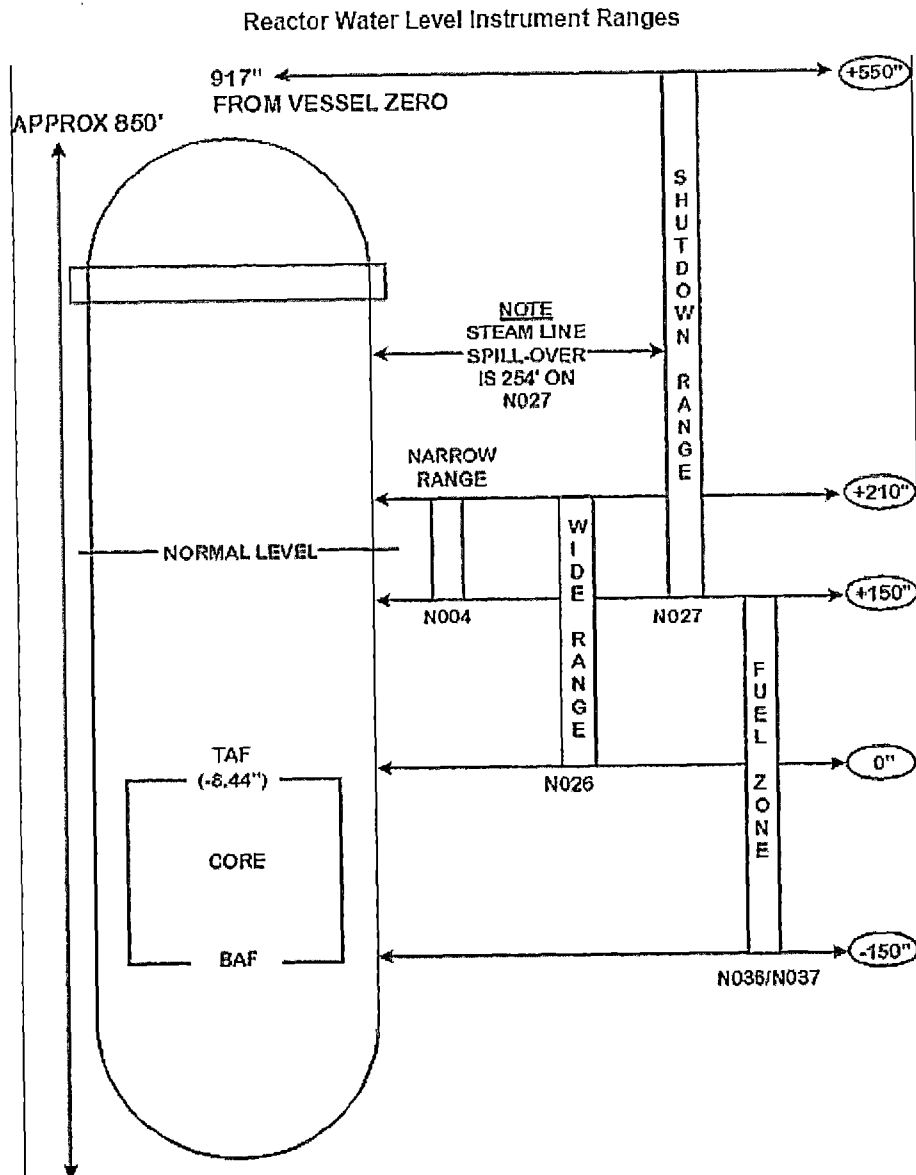 Reactor Water Level Instrument Ranges
917"
FROM VESSEL ZERO
+550"
APPROX 850'
SHUTDOWN RANGE
NOTE
STEAM LINE
SPILL-OVER
IS 254' ON
N027
NARROW
RANGE
+210"
WIDE RANGE
NORMAL LEVEL
+150"
N004
N027
FUEL ZONE
TAF
(-8.44")
0"
N026
CORE
BAF
-150"
N036/N037